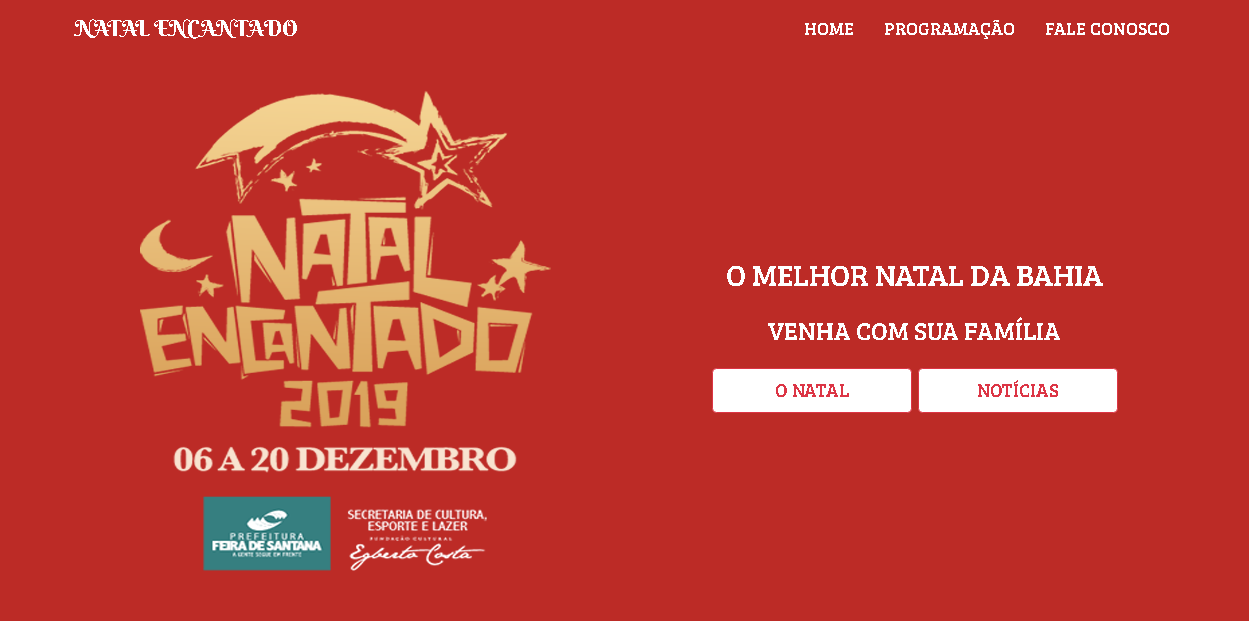 NATAL ENCANTADO
HOME PROGRAMAÇÃO FALE CONOSCO
NATAL
ENCANTADO
2019
06 A 20 DEZEMBRO
PREFEITURA
FEIRA DE SANTANA
A GENTE SEGUE EM FRENTE
SECRETARIA DE CULTURA,
ESPORTE E LAZER
FUNDAÇÃO CULTURAL
Egberto Costa
O MELHOR NATAL DA BAHIA
VENHA COM SUA FAMÍLIA
O NATAL NOTÍCIAS